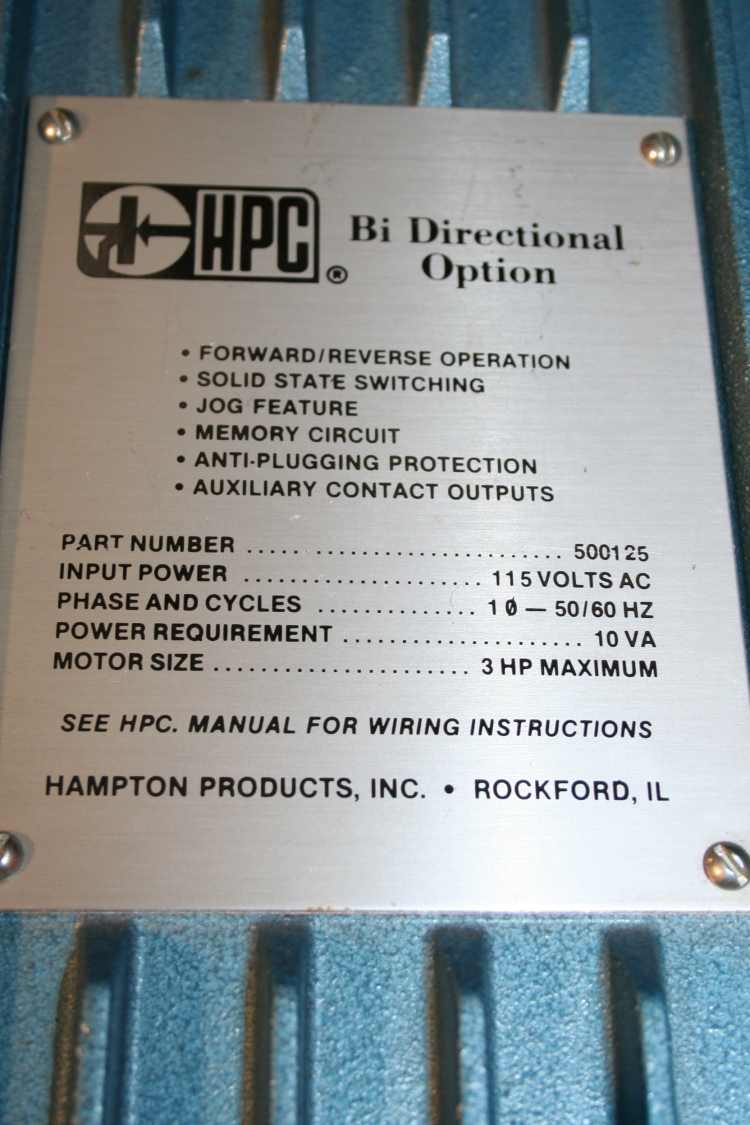 HPC ®
Bi Directional
Option
• FORWARD/REVERSE OPERATION
• SOLID STATE SWITCHING
• JOG FEATURE
• MEMORY CIRCUIT
• ANTI-PLUGGING PROTECTION
• AUXILIARY CONTACT OUTPUTS
PART NUMBER ........................... 500125
INPUT POWER .................... 115 VOLTS AC
PHASE AND CYCLES .............. 1 Ø — 50/60 HZ
POWER REQUIREMENT .................... 10 VA
MOTOR SIZE ...................... 3 HP MAXIMUM
SEE HPC. MANUAL FOR WIRING INSTRUCTIONS
HAMPTON PRODUCTS, INC. • ROCKFORD, IL